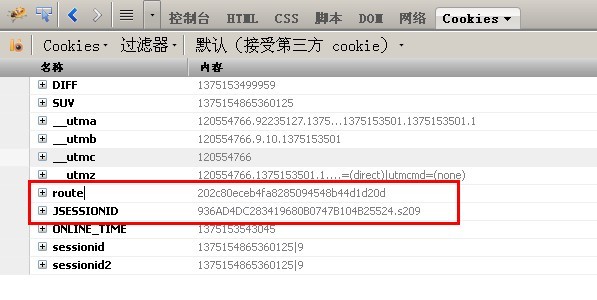 控制台 HTML CSS 脚本 DOM 网络 Cookies
Cookies 过滤器 默认（接受第三方 cookie）
名称 内容
DIFF 1375153499959
SUV 1375154865360125
__utma 120554766.92235127.1375...1375153501.1375153501.1
__utmb 120554766.9.10.1375153501
__utmc 120554766
__utmz 120554766.1375153501.1....=(direct)|utmcmd=(none)
route 202c80eceb4fa8285094548b44d1d20d
JSESSIONID 936AD4DC283419680B0747B104B25524.s209
ONLINE_TIME 1375153543045
sessionid 1375154865360125|9
sessionid2 1375154865360125|9